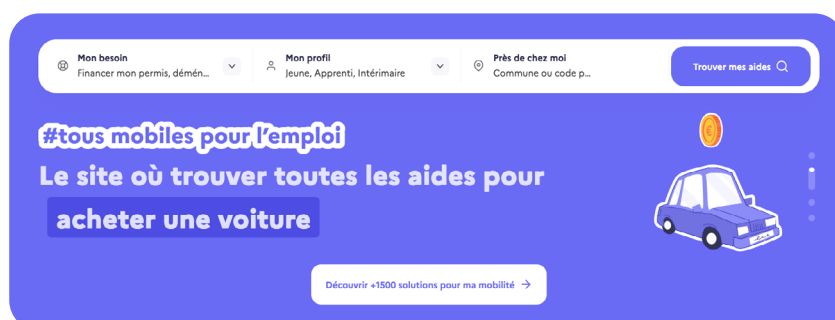 Mon besoin
Financer mon permis, démén...
Mon profil
Jeune, Apprenti, Intérimaire
Près de chez moi
Commune ou code p...
Trouver mes aides
#tous mobiles pour l'emploi
Le site où trouver toutes les aides pour
acheter une voiture
Découvrir +1500 solutions pour ma mobilité →